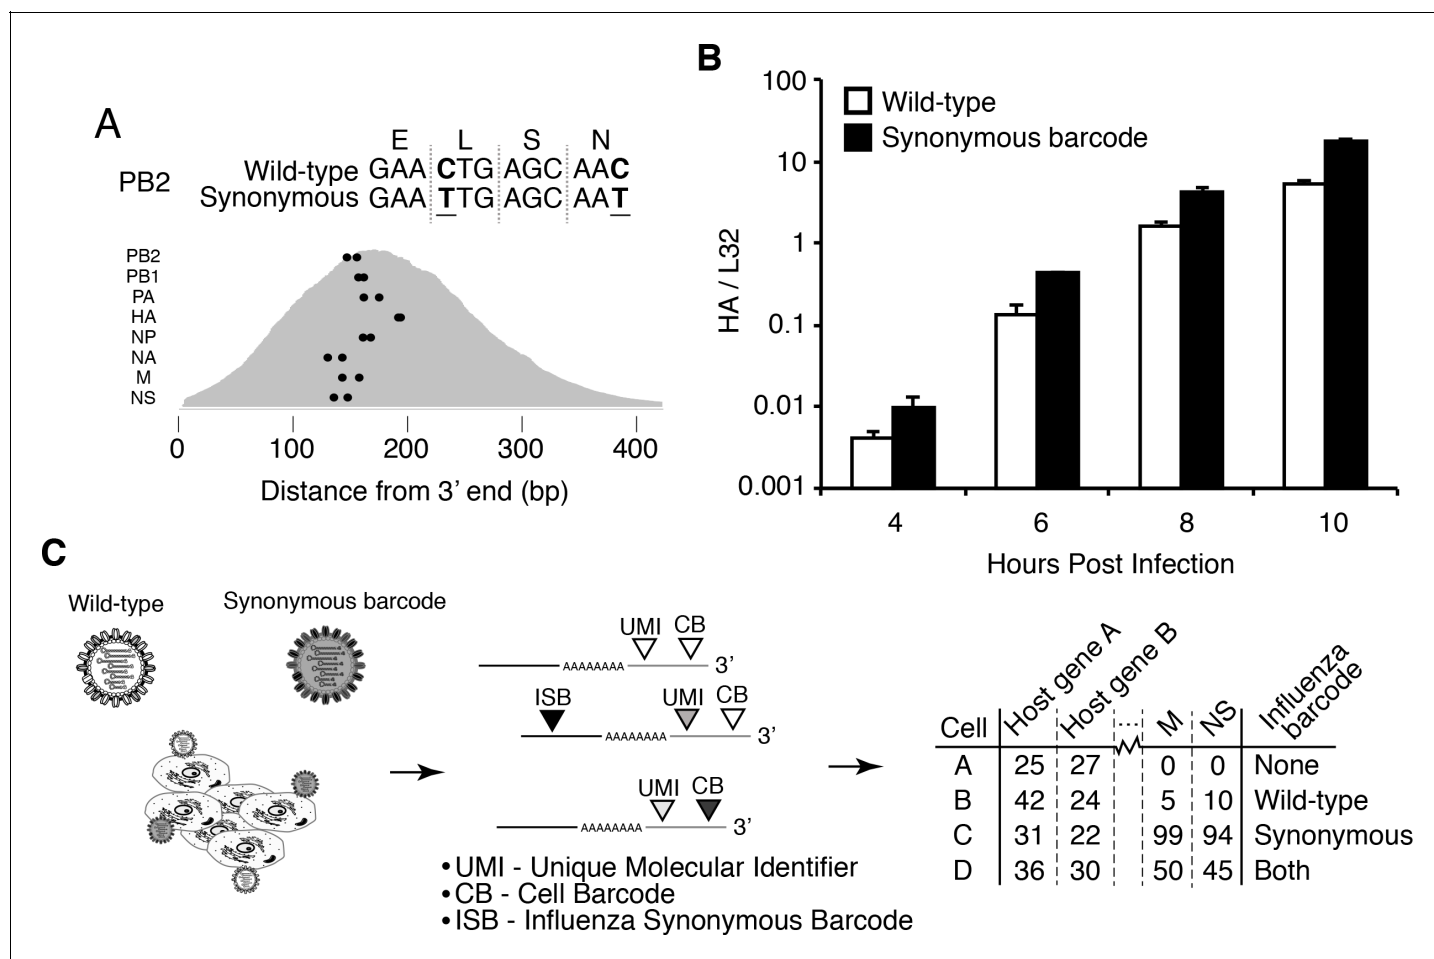 A
E L S N
PB2
Wild-type GAA CTG AGC AAC
Synonymous GAA TTG AGC AAT
PB2
PB1
PA
HA
NP
NA
M
NS
0 100 200 300 400
Distance from 3’ end (bp)
B
Wild-type
Synonymous barcode
HA / L32
100
10
1
0.1
0.01
0.001
4 6 8 10
Hours Post Infection
C
Wild-type
Synonymous barcode
UMI CB
AAAAAAAA 3’
ISB UMI CB
AAAAAAAA 3’
UMI CB
AAAAAAAA 3’
•UMI - Unique Molecular Identifier
•CB - Cell Barcode
•ISB - Influenza Synonymous Barcode
Cell Host gene A Host gene B ... M NS Influenza barcode
A 25 27 0 0 None
B 42 24 5 10 Wild-type
C 31 22 99 94 Synonymous
D 36 30 50 45 Both